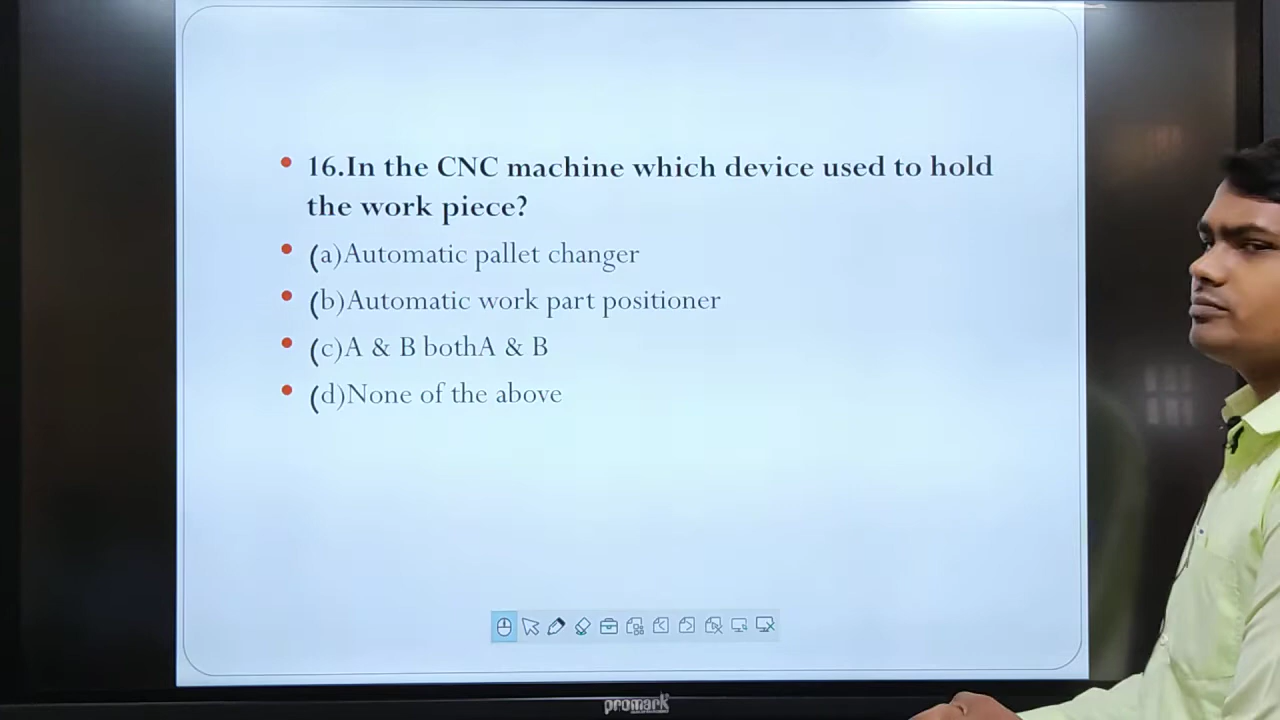 16.In the CNC machine which device used to hold
the work piece?
(a)Automatic pallet changer
(b)Automatic work part positioner
(c)A & B bothA & B
(d)None of the above
promark